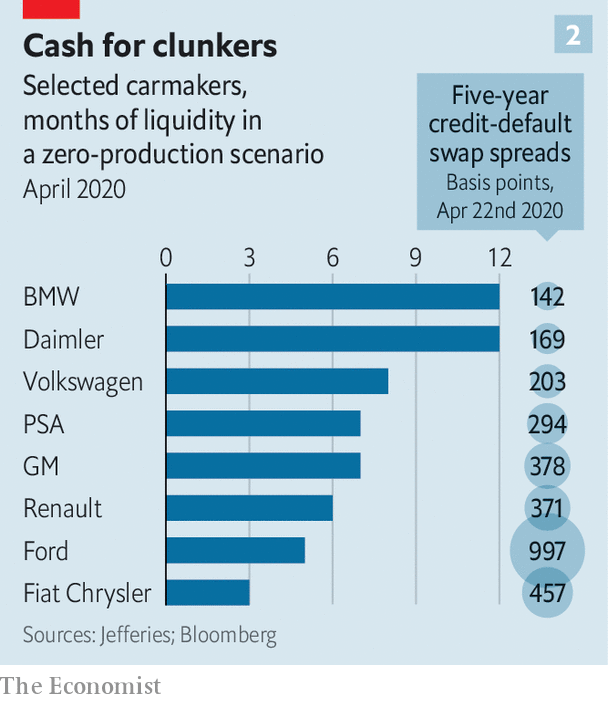 Cash for clunkers
2
Selected carmakers,
months of liquidity in
a zero-production scenario
April 2020
Five-year
credit-default
swap spreads
Basis points,
Apr 22nd 2020
0 3 6 9 12
BMW 142
Daimler 169
Volkswagen 203
PSA 294
GM 378
Renault 371
Ford 997
Fiat Chrysler 457
Sources: Jefferies; Bloomberg
The Economist